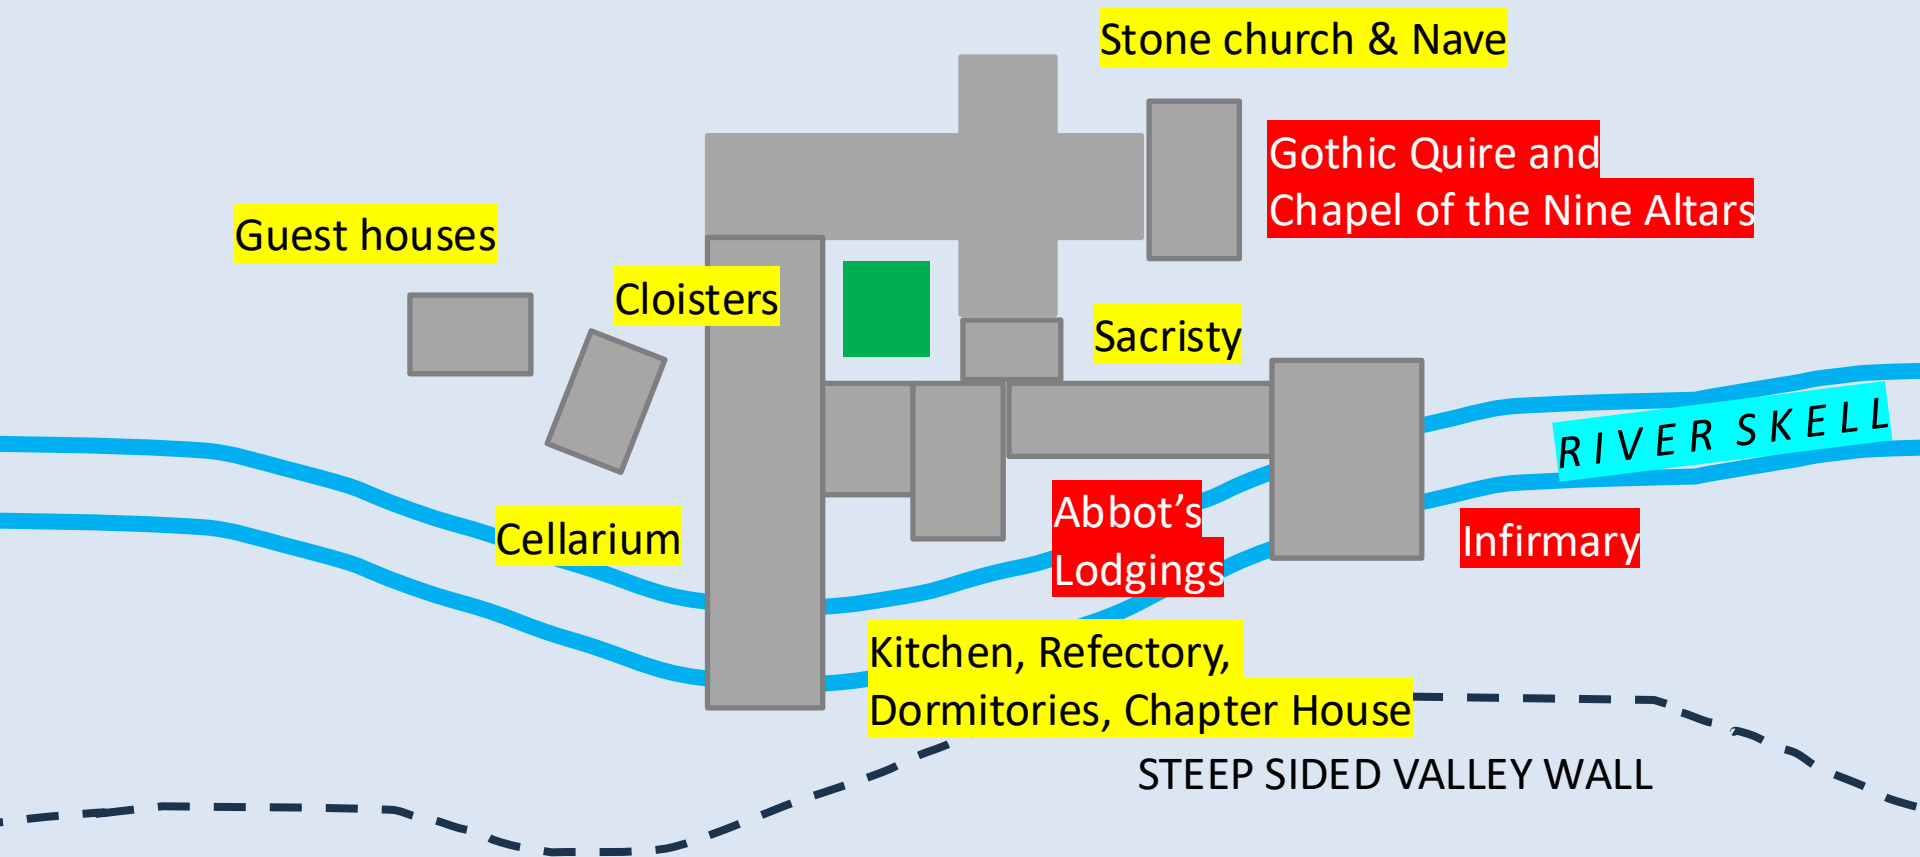 Stone church & Nave
Gothic Quire and
Chapel of the Nine Altars
Guest houses
Cloisters
Sacristy
RIVER SKELL
Cellarium
Abbot’s
Lodgings
Infirmary
Kitchen, Refectory,
Dormitories, Chapter House
STEEP SIDED VALLEY WALL